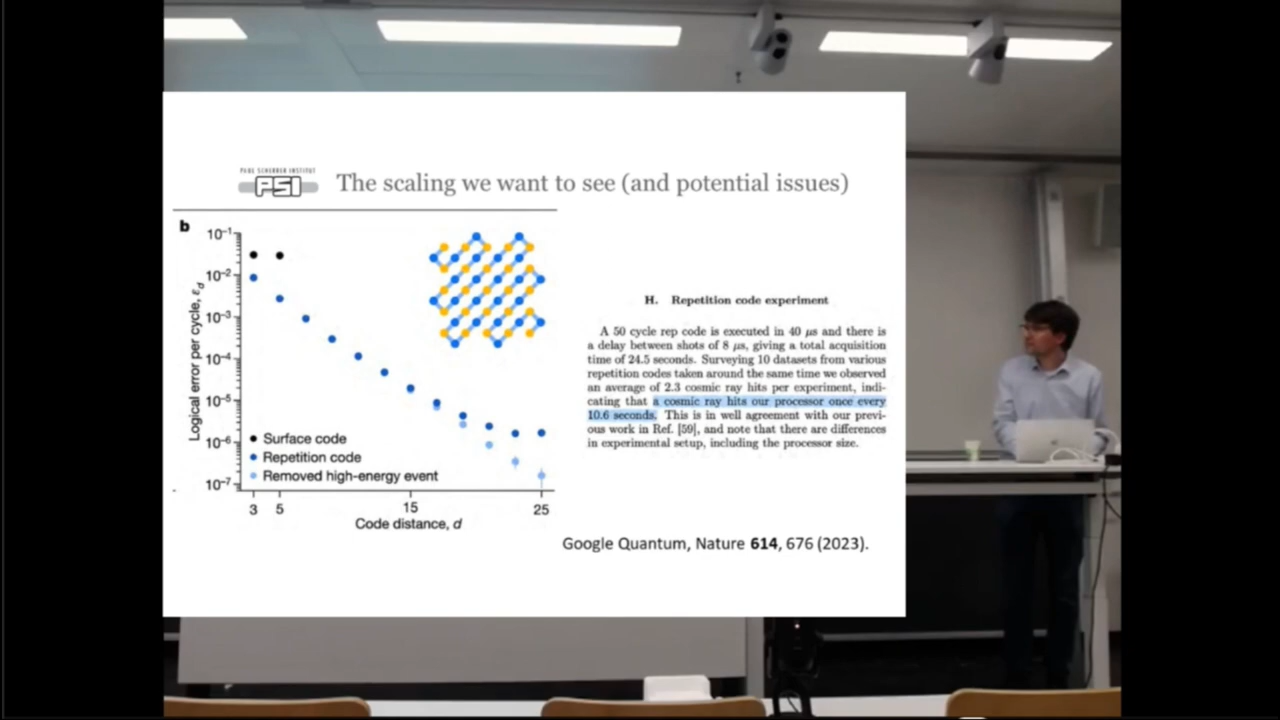 PAUL SCHERRER INSTITUT
PSI
The scaling we want to see (and potential issues)
b
10⁻¹
10⁻²
10⁻³
10⁻⁴
10⁻⁵
10⁻⁶
10⁻⁷
Logical error per cycle, εd
Surface code
Repetition code
Removed high-energy event
3 5 15 25
Code distance, d
H. Repetition code experiment
A 50 cycle rep code is executed in 40 μs and there is
a delay between shots of 8 μs, giving a total acquisition
time of 24.5 seconds. Surveying 10 datasets from various
repetition codes taken around the same time we observed
an average of 2.3 cosmic ray hits per experiment, indi-
cating that a cosmic ray hits our processor once every
10.6 seconds. This is in well agreement with our previ-
ous work in Ref. [59], and note that there are differences
in experimental setup, including the processor size.
Google Quantum, Nature 614, 676 (2023).